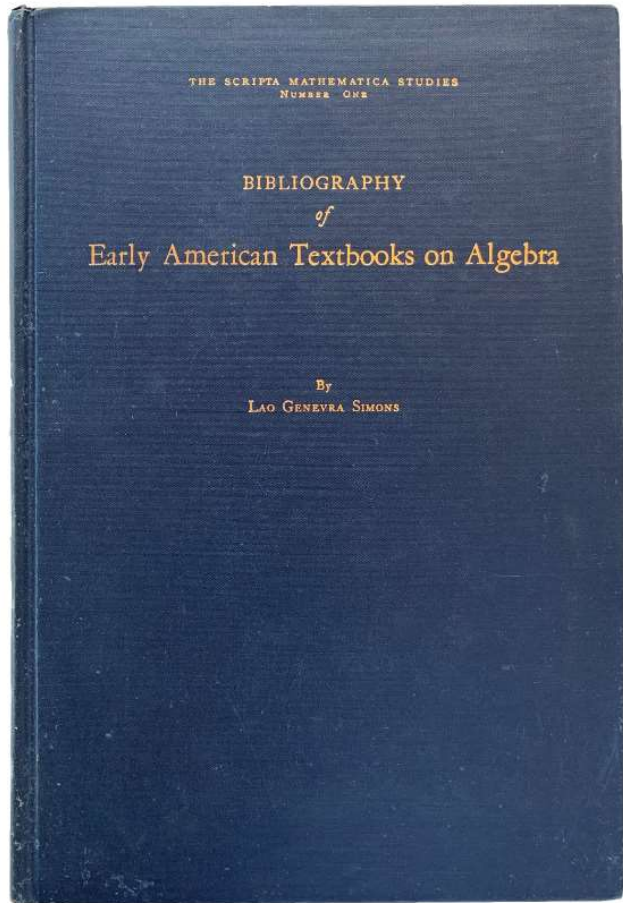 THE SCRIPTA MATHEMATICA STUDIES
NUMBER ONE
BIBLIOGRAPHY
of
Early American Textbooks on Algebra
By
LAO GENEVRA SIMONS